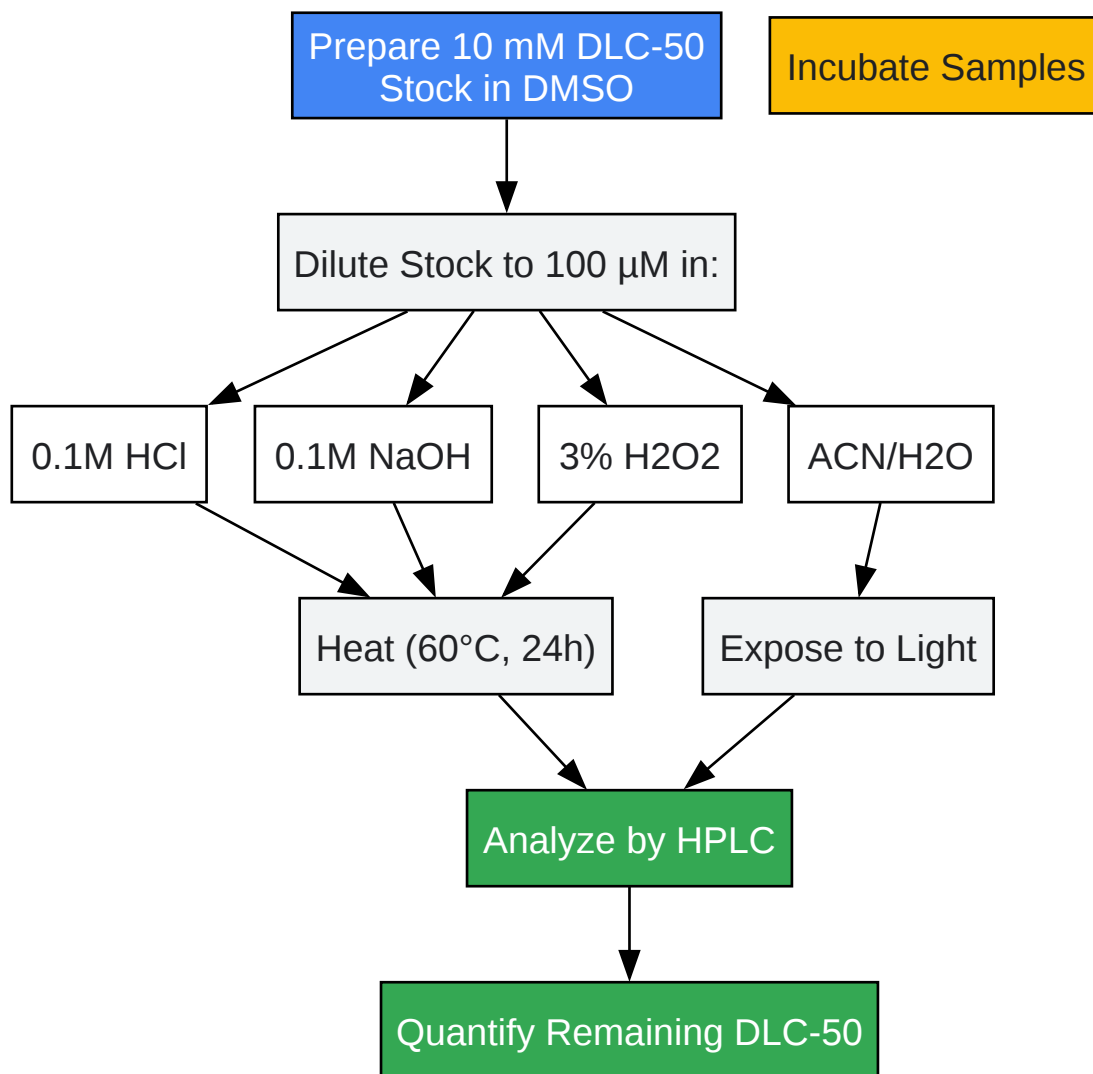 Prepare 10 mM DLC-50
Stock in DMSO
Incubate Samples
Dilute Stock to 100 µM in:
0.1M HCl
0.1M NaOH
3% H2O2
ACN/H2O
Heat (60°C, 24h)
Expose to Light
Analyze by HPLC
Quantify Remaining DLC-50